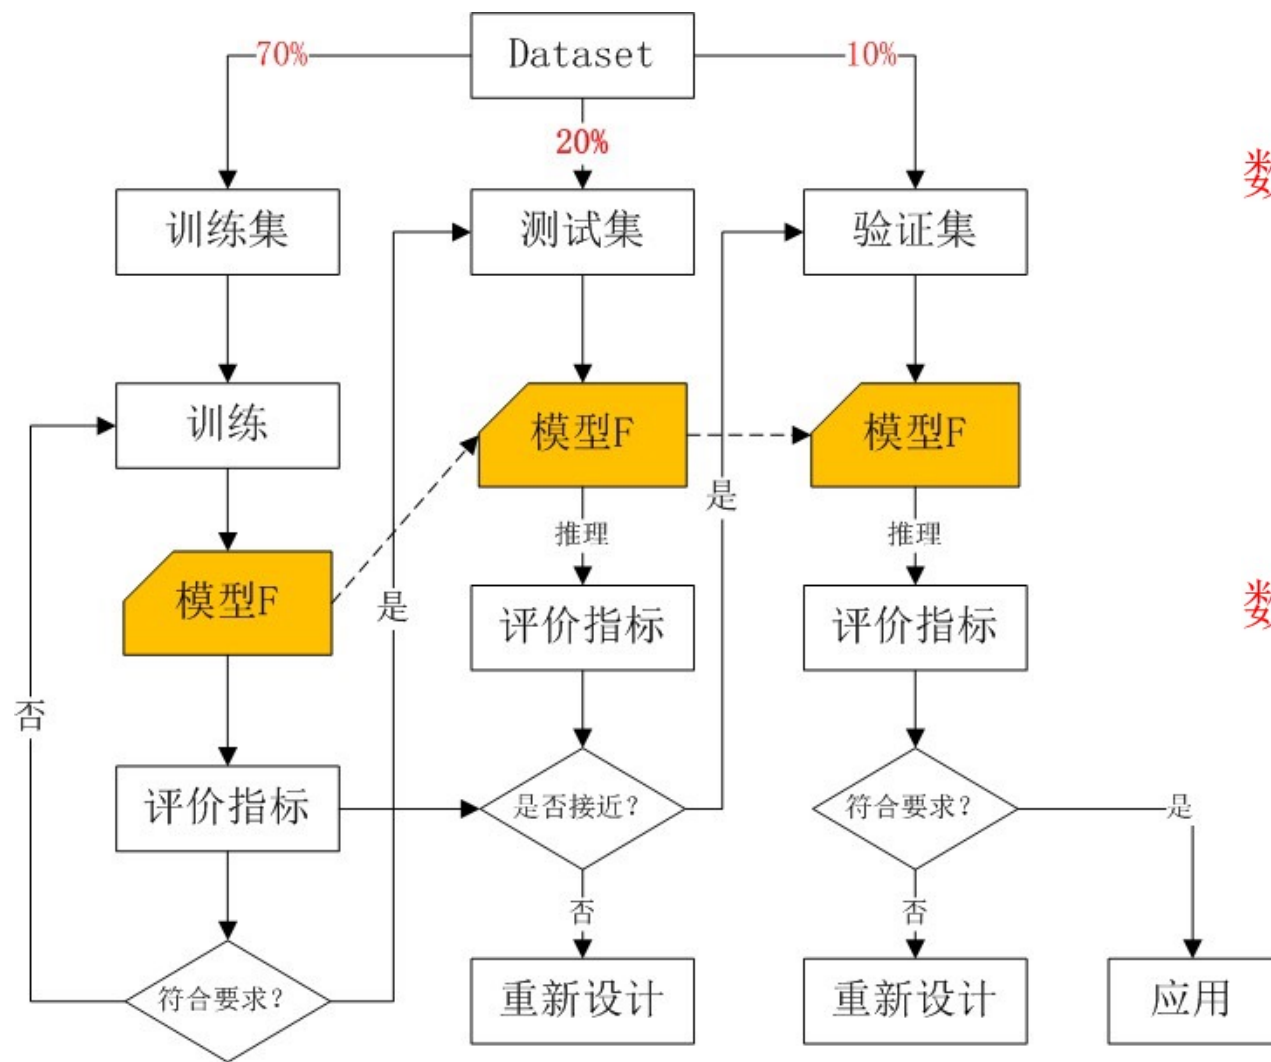 Dataset
70%
10%
20%
数
训练集
测试集
验证集
训练
模型F
模型F
是
推理
推理
模型F
是
数
评价指标
评价指标
否
评价指标
是否接近?
符合要求?
是
否
否
符合要求?
重新设计
重新设计
应用